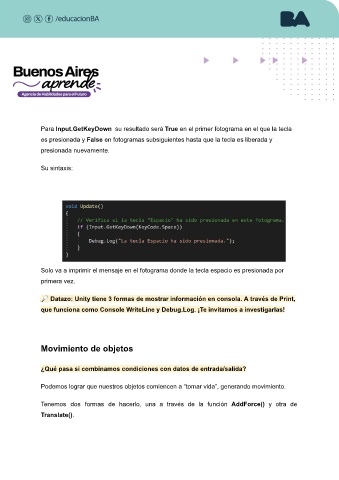 /educacionBA
BA
Buenos Aires
aprende
Agencia de Habilidades para el Futuro
Para Input.GetKeyDown su resultado será True en el primer fotograma en el que la tecla
es presionada y False en fotogramas subsiguientes hasta que la tecla es liberada y
presionada nuevamente.
Su sintaxis:
void Update()
{
// Verifica si la tecla "Espacio" ha sido presionada en este fotograma.
if (Input.GetKeyDown(KeyCode.Space))
{
Debug.Log("La tecla Espacio ha sido presionada.");
}
}
Solo va a imprimir el mensaje en el fotograma donde la tecla espacio es presionada por
primera vez.
🔎 Datazo: Unity tiene 3 formas de mostrar información en consola. A través de Print,
que funciona como Console WriteLine y Debug.Log. ¡Te invitamos a investigarlas!
Movimiento de objetos
¿Qué pasa si combinamos condiciones con datos de entrada/salida?
Podemos lograr que nuestros objetos comiencen a “tomar vida”, generando movimiento.
Tenemos dos formas de hacerlo, una a través de la función AddForce() y otra de
Translate().